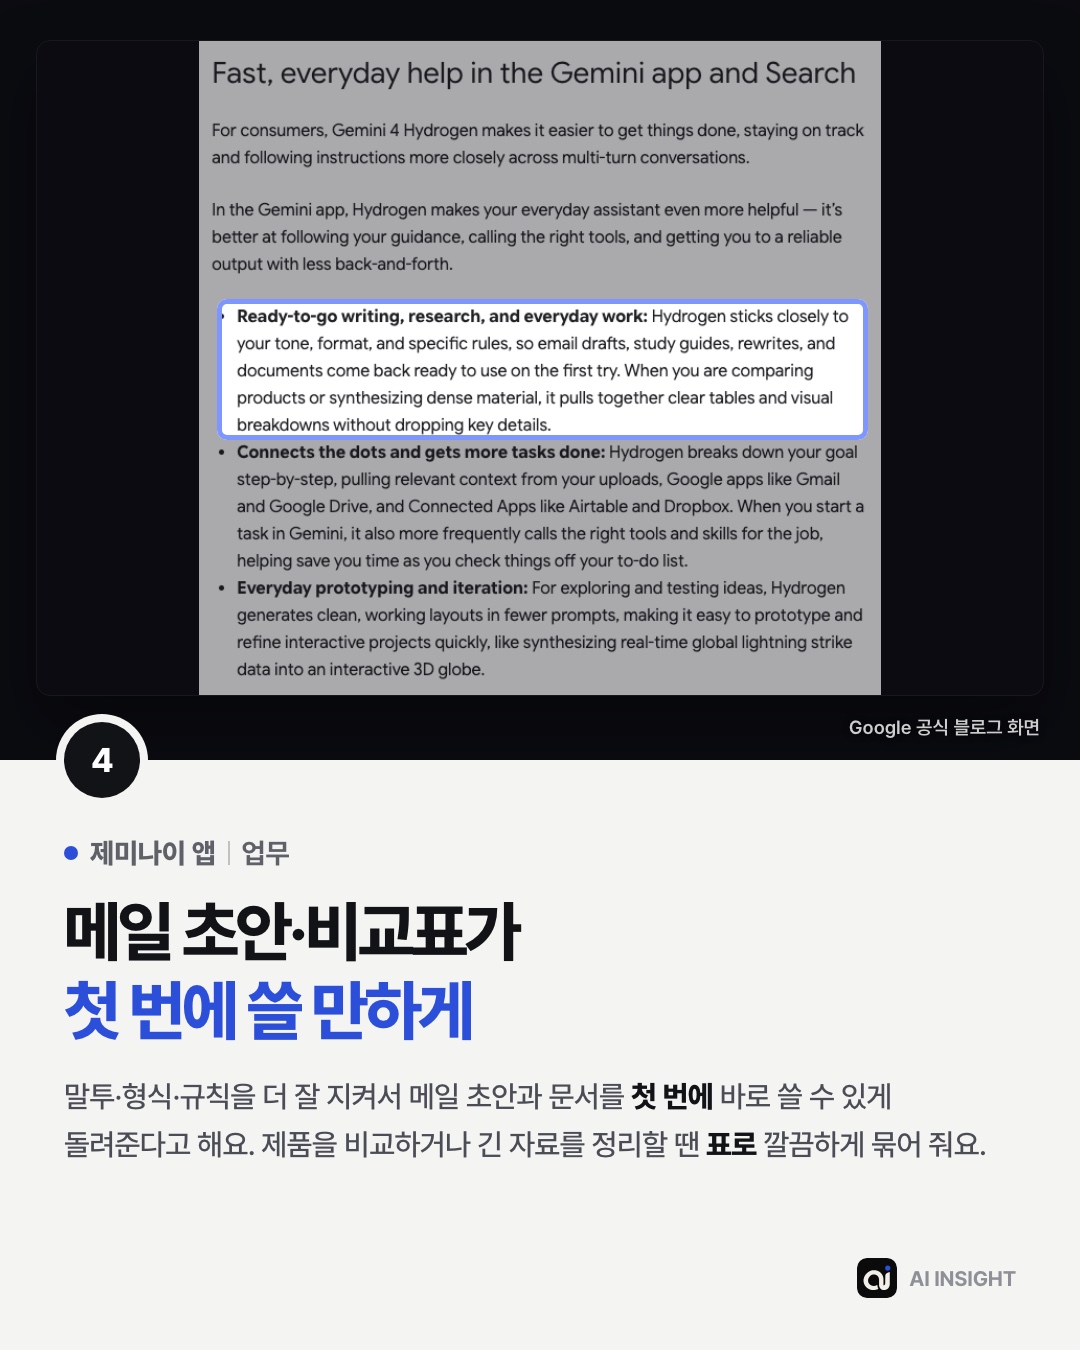 Fast, everyday help in the Gemini app and Search
For consumers, Gemini 4 Hydrogen makes it easier to get things done, staying on track
and following instructions more closely across multi-turn conversations.
In the Gemini app, Hydrogen makes your everyday assistant even more helpful — it's
better at following your guidance, calling the right tools, and getting you to a reliable
output with less back-and-forth.
• Ready-to-go writing, research, and everyday work: Hydrogen sticks closely to
your tone, format, and specific rules, so email drafts, study guides, rewrites, and
documents come back ready to use on the first try. When you are comparing
products or synthesizing dense material, it pulls together clear tables and visual
breakdowns without dropping key details.
• Connects the dots and gets more tasks done: Hydrogen breaks down your goal
step-by-step, pulling relevant context from your uploads, Google apps like Gmail
and Google Drive, and Connected Apps like Airtable and Dropbox. When you start a
task in Gemini, it also more frequently calls the right tools and skills for the job,
helping save you time as you check things off your to-do list.
• Everyday prototyping and iteration: For exploring and testing ideas, Hydrogen
generates clean, working layouts in fewer prompts, making it easy to prototype and
refine interactive projects quickly, like synthesizing real-time global lightning strike
data into an interactive 3D globe.
Google 공식 블로그 화면
4
제미나이 앱 | 업무
메일 초안·비교표가
첫 번에 쓸 만하게
말투·형식·규칙을 더 잘 지켜서 메일 초안과 문서를 첫 번에 바로 쓸 수 있게
돌려준다고 해요. 제품을 비교하거나 긴 자료를 정리할 땐 표로 깔끔하게 묶어 줘요.
ai AI INSIGHT